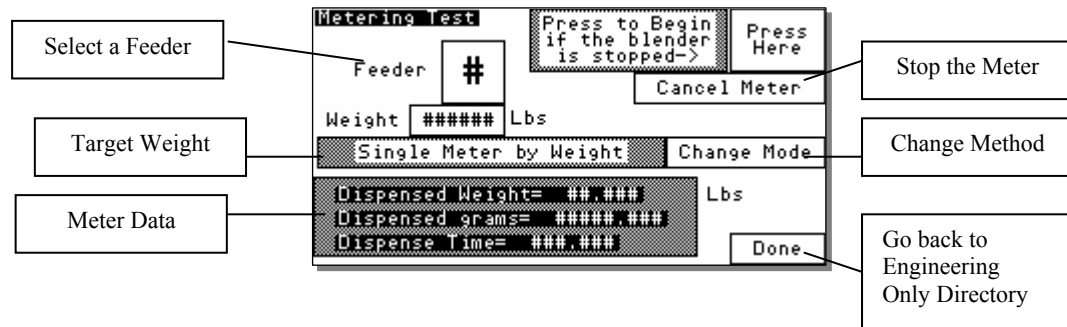 Metering Test
Press to Begin
if the blender
is stopped->
Press
Here
Select a Feeder
Feeder
#
Cancel Meter
Stop the Meter
Weight ###### Lbs
Target Weight
Single Meter by Weight
Change Mode
Change Method
Dispensed Weight= ##.###
Lbs
Dispensed grams= #####.###
Meter Data
Dispense Time= ###.###
Done
Go back to
Engineering
Only Directory